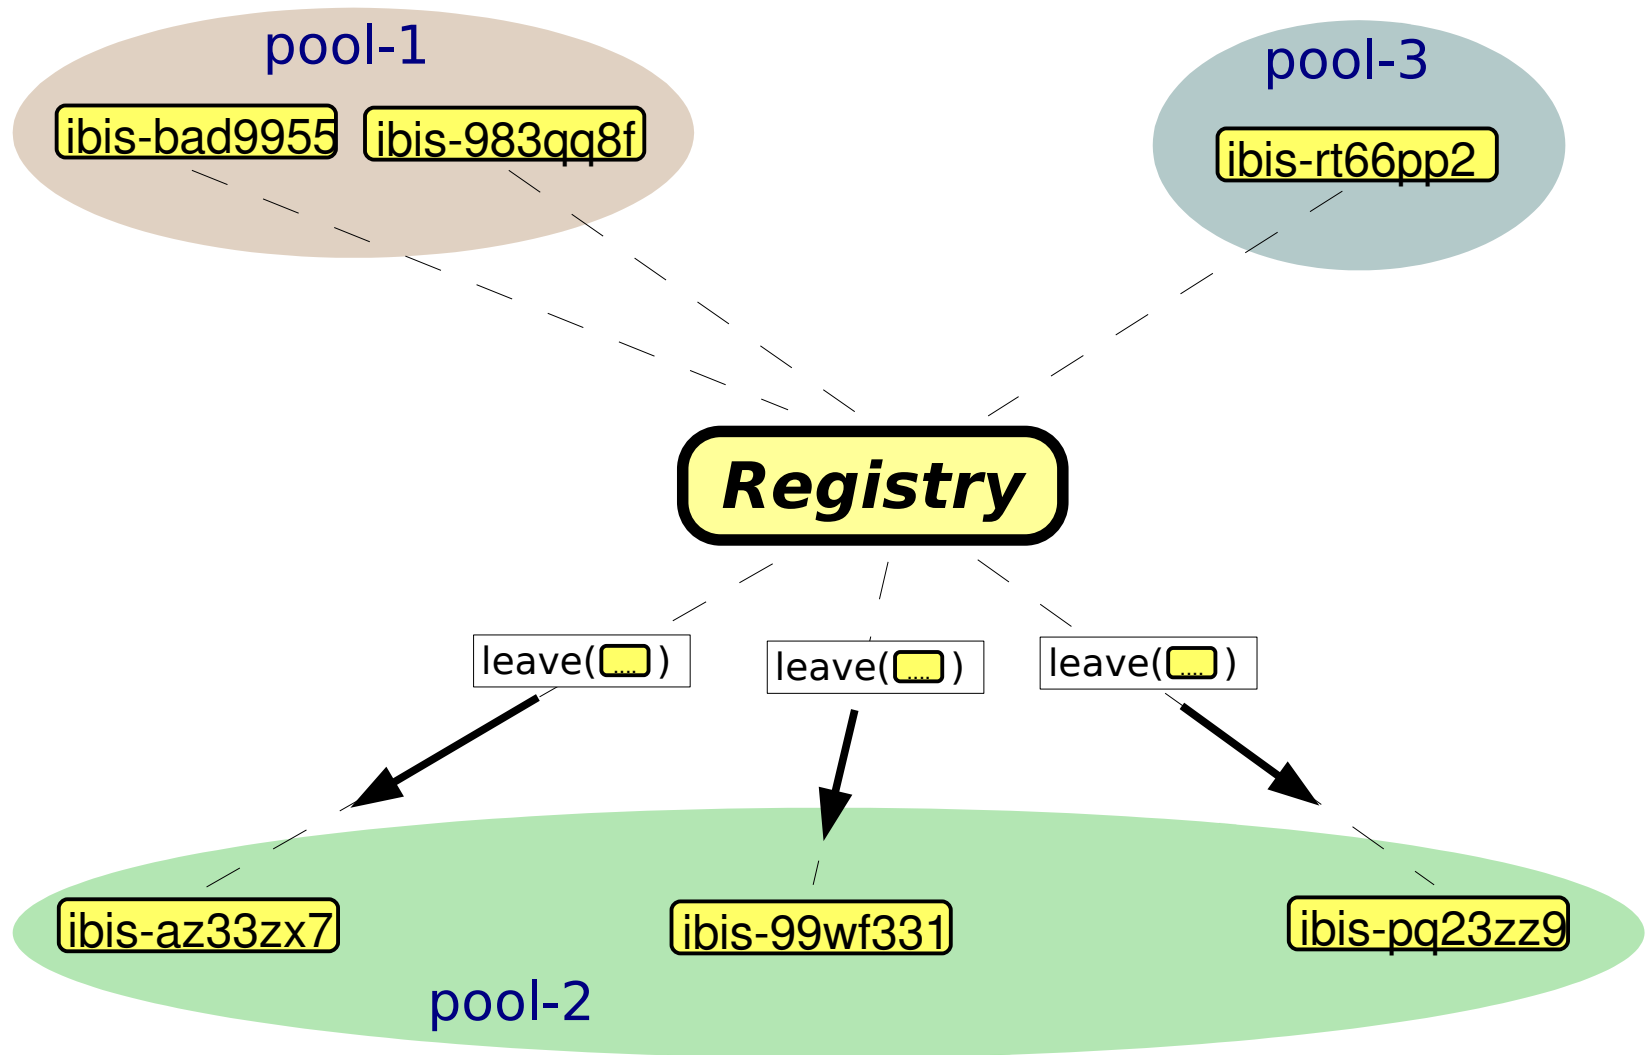 pool-1
pool-3
ibis-bad9955
ibis-983qq8f
ibis-rt66pp2
Registry
leave(....)
leave(....)
leave(....)
ibis-az33zx7
ibis-99wf331
ibis-pq23zz9
pool-2